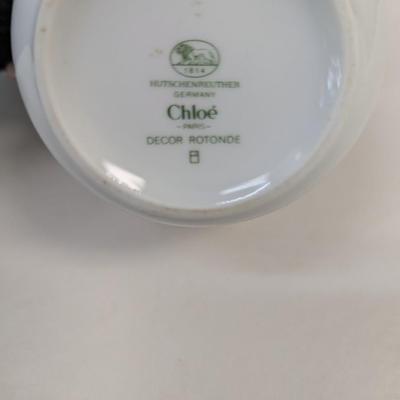 1814
HUTSCHENREUTHER
GERMANY
Chloé
-PARIS-
DECOR ROTONDE